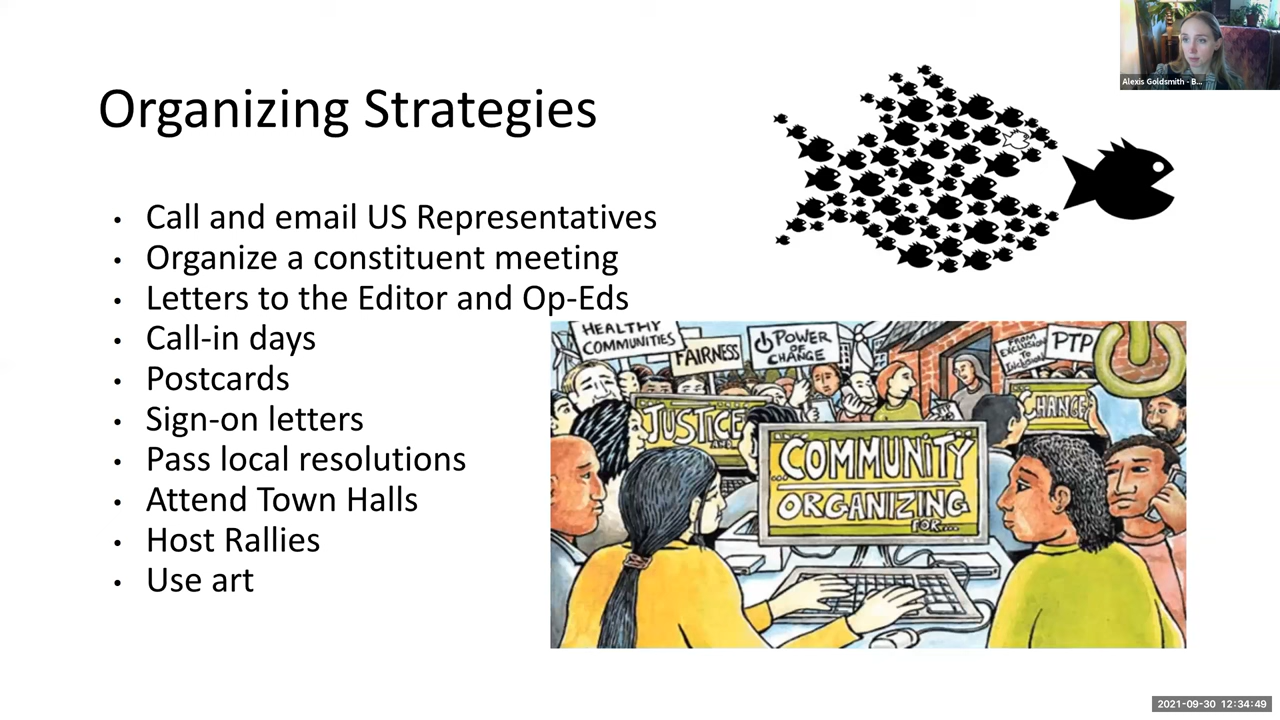 Alexis Goldsmith - B...
Organizing Strategies
Call and email US Representatives
Organize a constituent meeting
Letters to the Editor and Op-Eds
Call-in days
Postcards
Sign-on letters
Pass local resolutions
Attend Town Halls
Host Rallies
Use art
HEALTHY
COMMUNITIES
FAIRNESS
POWER
OF
CHANGE
FROM
EXCLUSION
TO
INCLUSION
PTP
JUSTICE
AND
CHANGE
...COMMUNITY
ORGANIZING
FOR....
2021-09-30 12:34:49